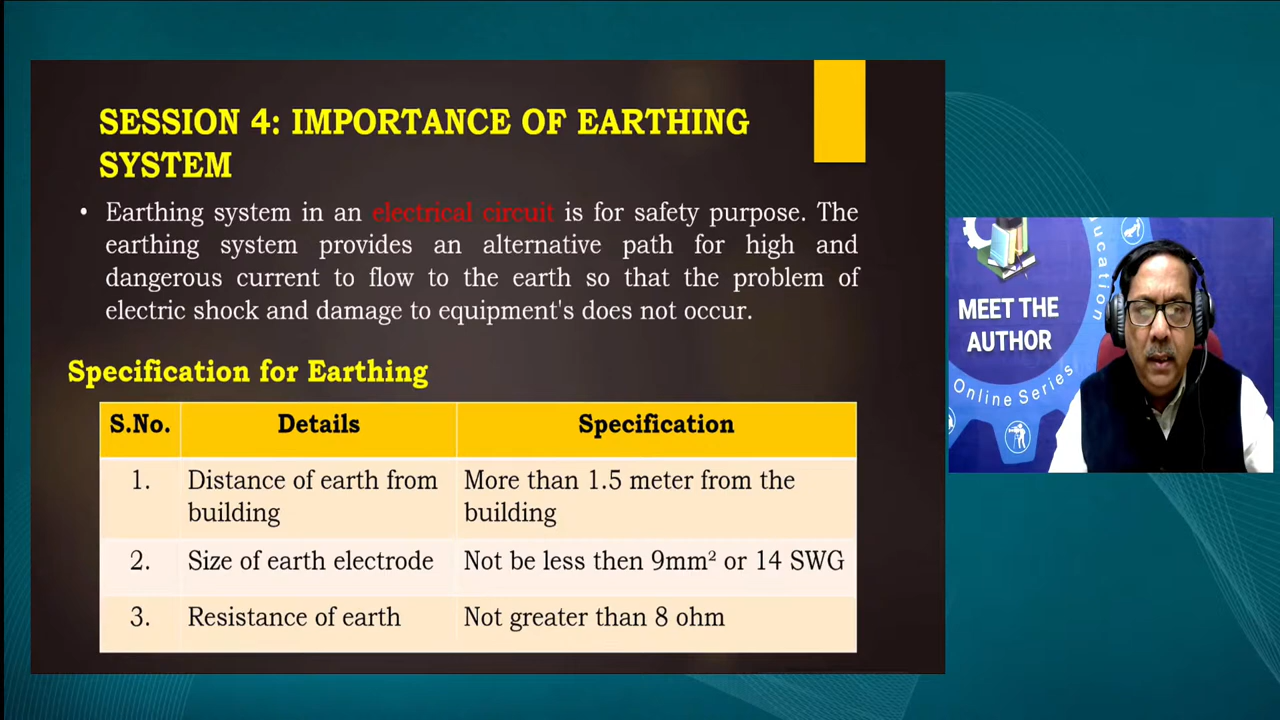 SESSION 4: IMPORTANCE OF EARTHING
SYSTEM
• Earthing system in an electrical circuit is for safety purpose. The
earthing system provides an alternative path for high and
dangerous current to flow to the earth so that the problem of
electric shock and damage to equipment's does not occur.
Specification for Earthing
S.No. Details Specification
1. Distance of earth from More than 1.5 meter from the
building building
2. Size of earth electrode Not be less then 9mm² or 14 SWG
3. Resistance of earth Not greater than 8 ohm
MEET THE
AUTHOR
ucation
Online Series